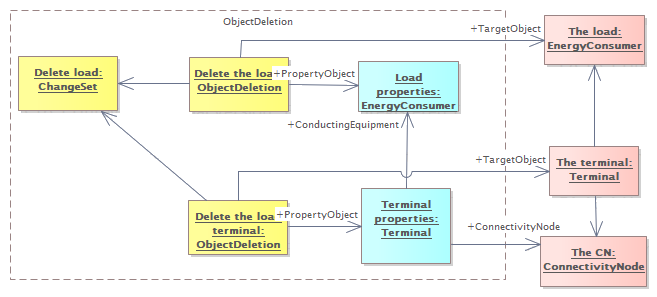 ObjectDeletion
+TargetObject
The load:
EnergyConsumer
Delete load:
ChangeSet
Delete the loa
ObjectDeletion
+PropertyObject
Load
properties:
EnergyConsumer
+ConductingEquipment
+TargetObject
The terminal:
Terminal
Delete the loa
terminal:
ObjectDeletion
+PropertyObject
Terminal
properties:
Terminal
+ConnectivityNode
The CN:
ConnectivityNode